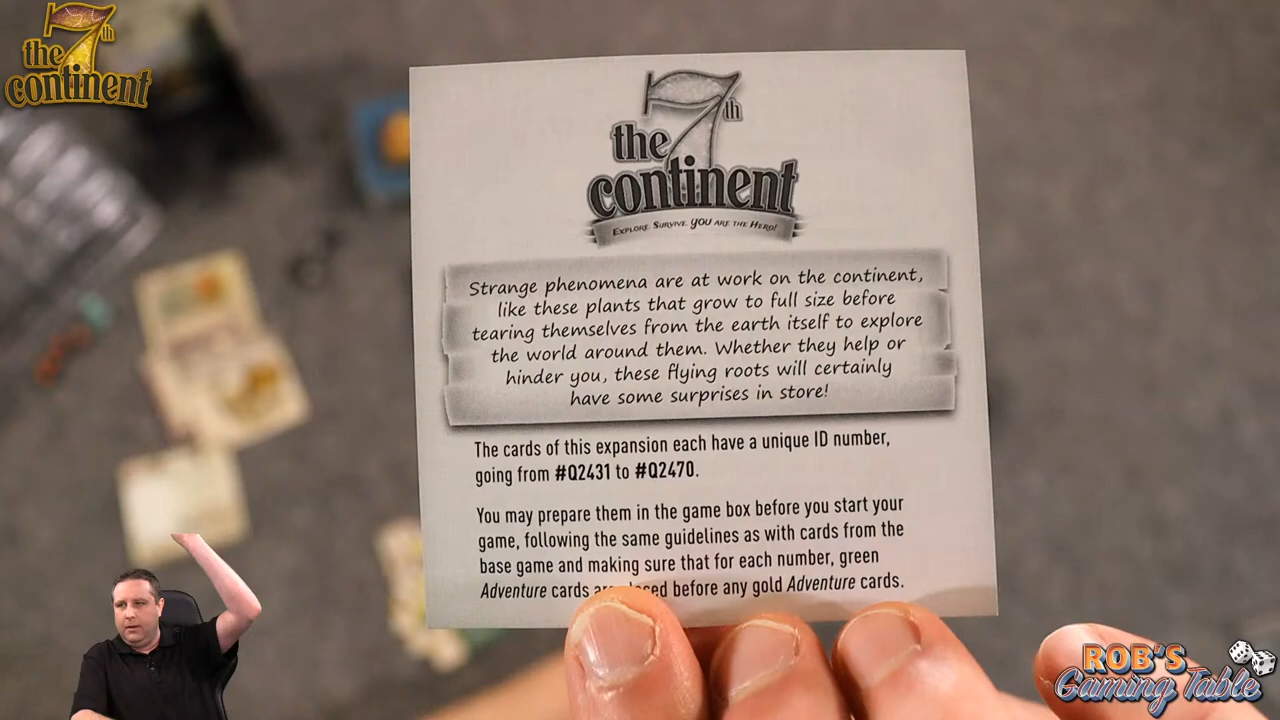 the 7th
continent
the 7th
continent
EXPLORE. SURVIVE. YOU ARE THE HERO!
Strange phenomena are at work on the continent,
like these plants that grow to full size before
tearing themselves from the earth itself to explore
the world around them. Whether they help or
hinder you, these flying roots will certainly
have some surprises in store!
The cards of this expansion each have a unique ID number,
going from #Q2431 to #Q2470.
You may prepare them in the game box before you start your
game, following the same guidelines as with cards from the
base game and making sure that for each number, green
Adventure cards before any gold Adventure cards.
ROB'S
Gaming Table